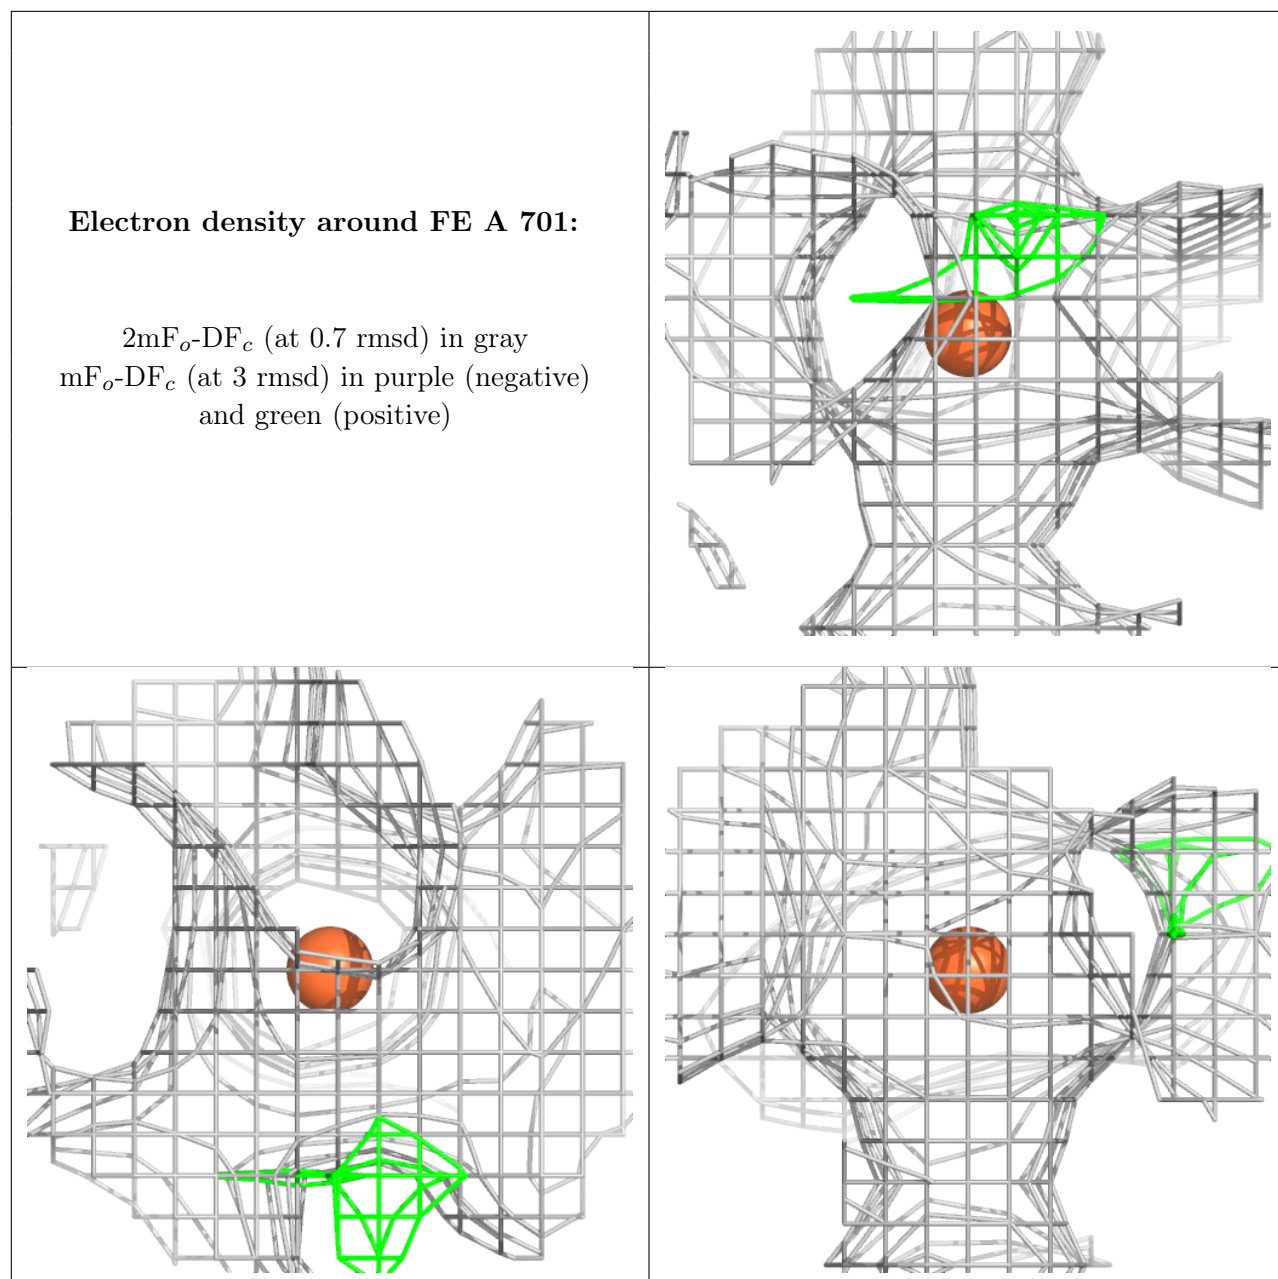 Electron density around FE A 701:
2mFₒ-DF𝒸 (at 0.7 rmsd) in gray
mFₒ-DF𝒸 (at 3 rmsd) in purple (negative)
and green (positive)